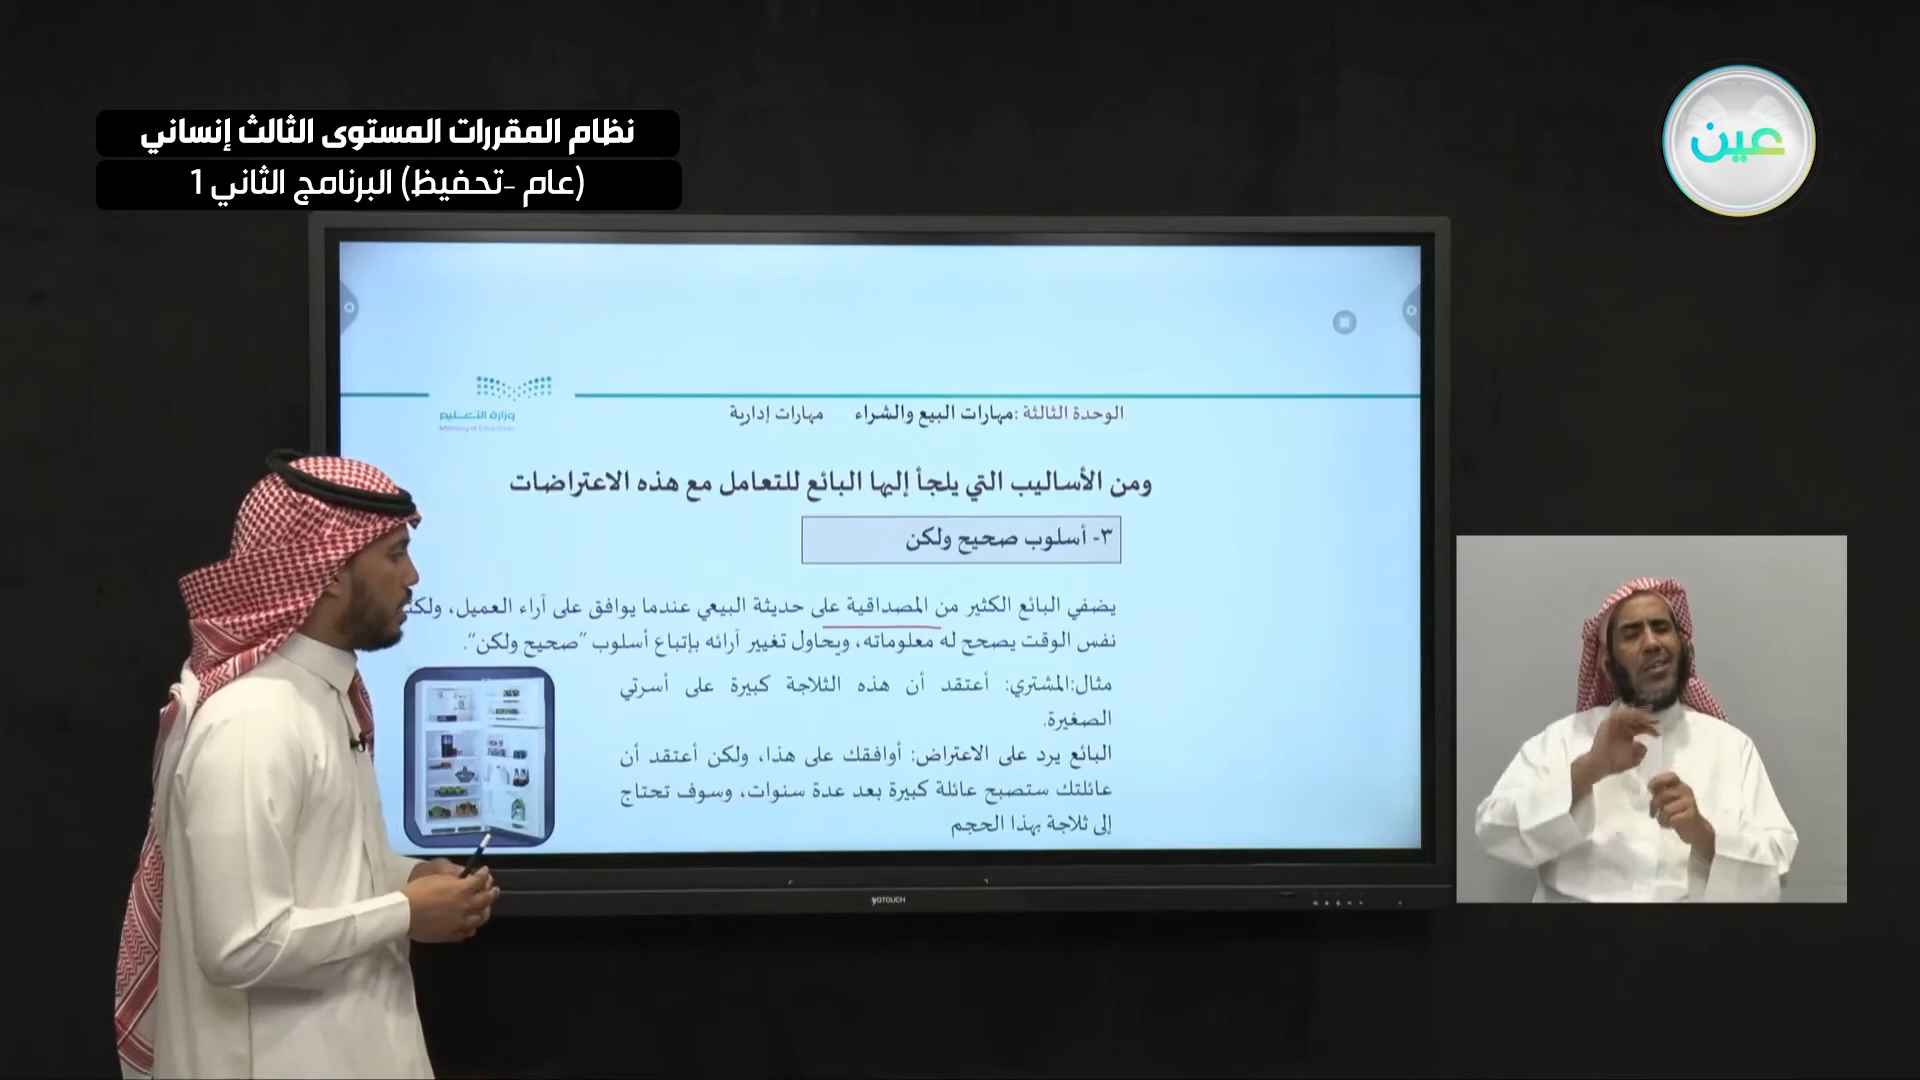 نظام المقررات المستوى الثالث إنساني
(عام -تحفيظ) البرنامج الثاني 1
عين
وزارة التعليم
Ministry of Education
الوحدة الثالثة :مهارات البيع والشراء مهارات إدارية
ومن الأساليب التي يلجأ إليها البائع للتعامل مع هذه الاعتراضات
٣- أسلوب صحيح ولكن
يضفي البائع الكثير من المصداقية على حديثة البيعي عندما يوافق على آراء العميل،
نفس الوقت يصحح له معلوماته، ويحاول تغيير آرائه بإتباع أسلوب "صحيح ولكن".
مثال:المشتري: أعتقد أن هذه الثلاجة كبيرة على أسرتي
الصغيرة.
البائع يرد على الاعتراض: أوافقك على هذا، ولكن أعتقد أن
عائلتك ستصبح عائلة كبيرة بعد عدة سنوات، وسوف تحتاج
إلى ثلاجة بهذا الحجم